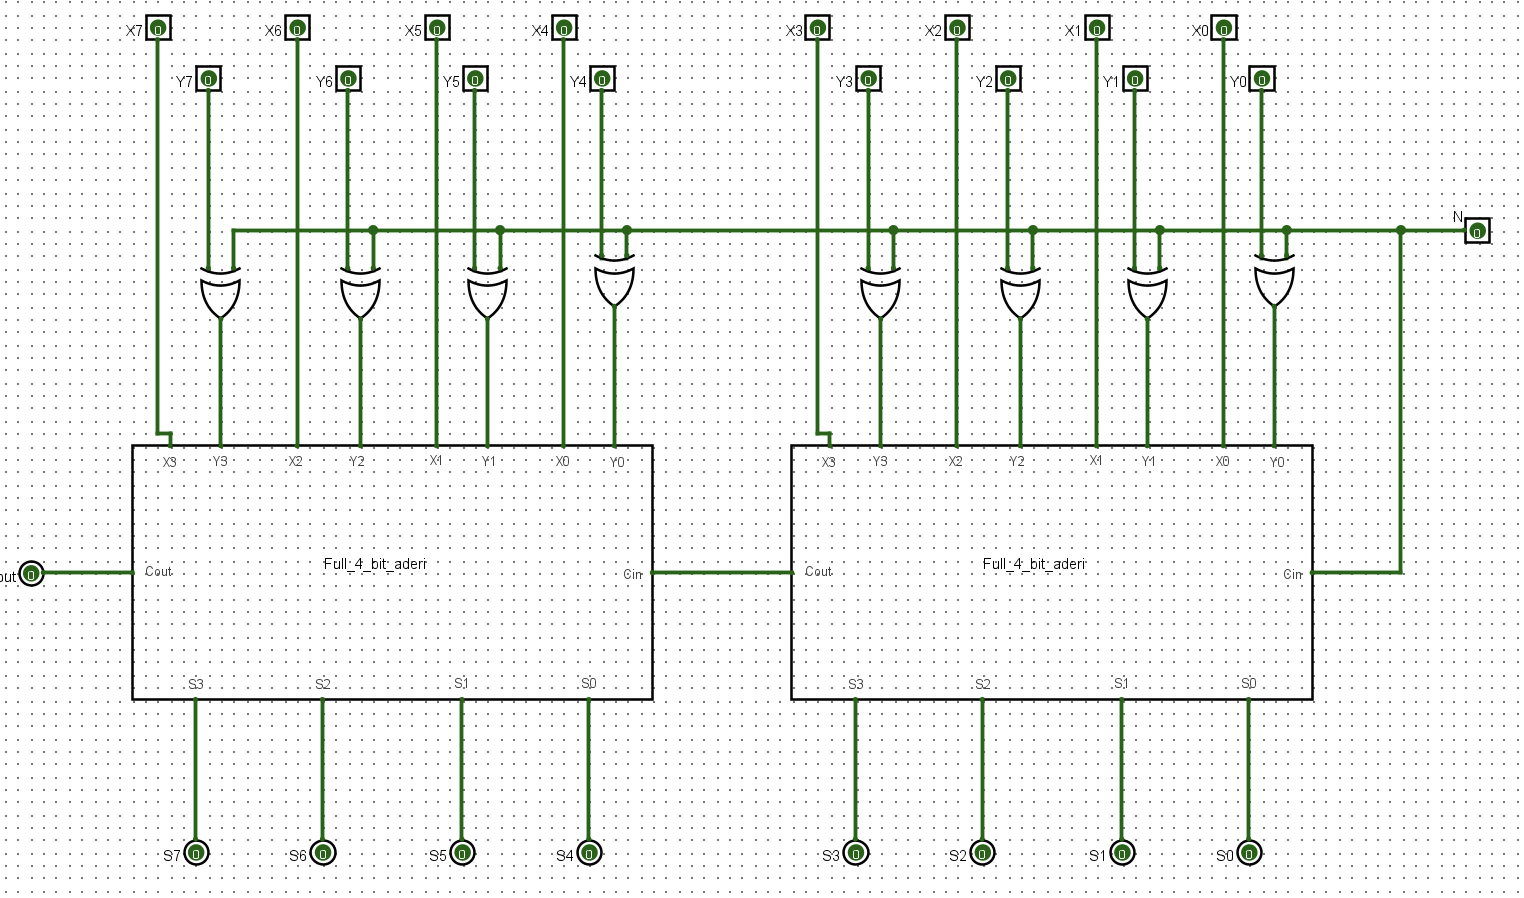 X7 X6 X5 X4 X3 X2 X1 X0
Y7 Y6 Y5 Y4 Y3 Y2 Y1 Y0
N
X3 Y3 X2 Y2 X1 Y1 X0 Y0 X3 Y3 X2 Y2 X1 Y1 X0 Y0
Full_4_bit_aderi Full_4_bit_aderi
out Cout Cin Cout Cin
S3 S2 S1 S0 S3 S2 S1 S0
S7 S6 S5 S4 S3 S2 S1 S0